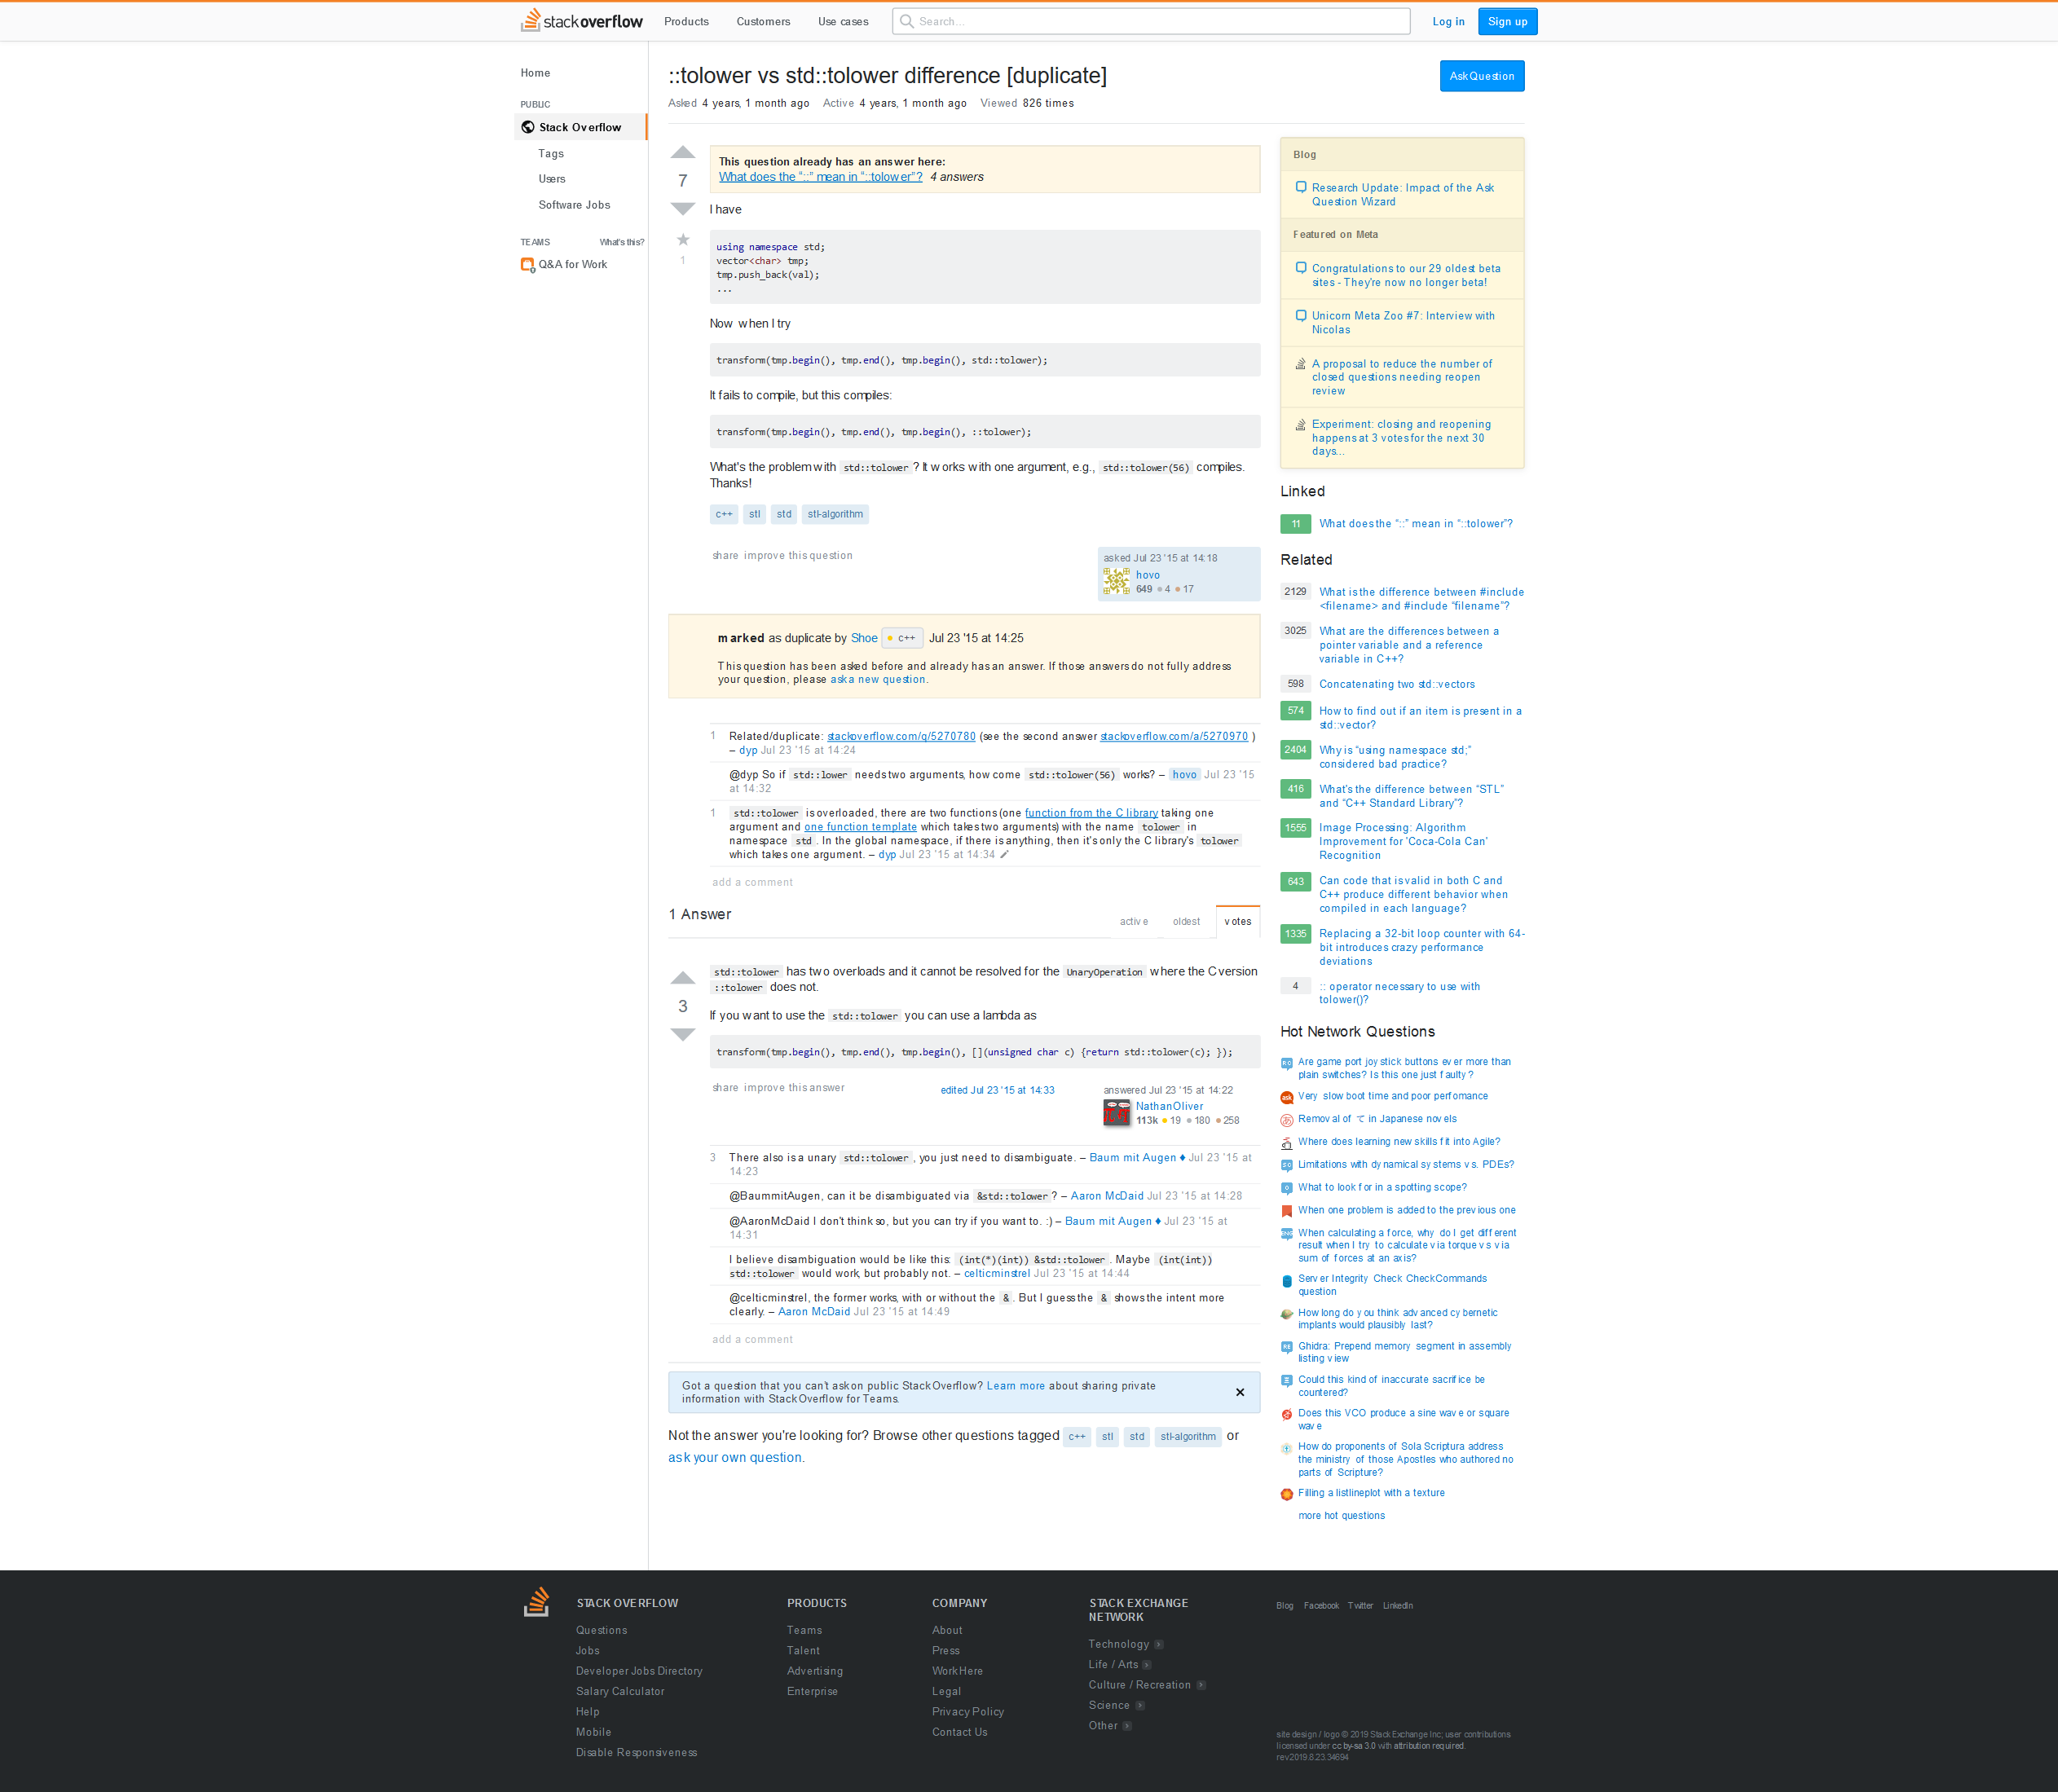 stackoverflow Products Customers Use cases Search... Log in Sign up
Home
PUBLIC
Stack Overflow
Tags
Users
Software Jobs
TEAMS What's this?
Q&A for Work
::tolower vs std::tolower difference [duplicate]
Ask Question
Asked 4 years, 1 month ago Active 4 years, 1 month ago Viewed 826 times
7
1
This question already has an answer here:
What does the “::” mean in “::tolower”? 4 answers
I have
using namespace std;
vector<char> tmp;
tmp.push_back(val);
...
Now when I try
transform(tmp.begin(), tmp.end(), tmp.begin(), std::tolower);
It fails to compile, but this compiles:
transform(tmp.begin(), tmp.end(), tmp.begin(), ::tolower);
What's the problem with std::tolower? It works with one argument, e.g., std::tolower(56) compiles.
Thanks!
c++ stl std stl-algorithm
share improve this question
asked Jul 23 '15 at 14:18
hovo
649 4 17
marked as duplicate by Shoe c++ Jul 23 '15 at 14:25
This question has been asked before and already has an answer. If those answers do not fully address
your question, please ask a new question.
1 Related/duplicate: stackoverflow.com/q/5270780 (see the second answer stackoverflow.com/a/5270970 )
– dyp Jul 23 '15 at 14:24
@dyp So if std::lower needs two arguments, how come std::tolower(56) works? – hovo Jul 23 '15
at 14:32
1 std::tolower is overloaded, there are two functions (one function from the C library taking one
argument and one function template which takes two arguments) with the name tolower in
namespace std. In the global namespace, if there is anything, then it's only the C library's tolower
which takes one argument. – dyp Jul 23 '15 at 14:34
add a comment
1 Answer
active oldest votes
3
std::tolower has two overloads and it cannot be resolved for the UnaryOperation where the C version
::tolower does not.
If you want to use the std::tolower you can use a lambda as
transform(tmp.begin(), tmp.end(), tmp.begin(), [](unsigned char c) {return std::tolower(c); });
share improve this answer
edited Jul 23 '15 at 14:33
answered Jul 23 '15 at 14:22
NathanOliver
113k 19 180 258
3 There also is a unary std::tolower, you just need to disambiguate. – Baum mit Augen ♦ Jul 23 '15 at
14:23
@BaummitAugen, can it be disambiguated via &std::tolower? – Aaron McDaid Jul 23 '15 at 14:28
@AaronMcDaid I don't think so, but you can try if you want to. :) – Baum mit Augen ♦ Jul 23 '15 at
14:31
I believe disambiguation would be like this: (int(*)(int)) &std::tolower. Maybe (int(int))
std::tolower would work, but probably not. – celticminstrel Jul 23 '15 at 14:44
@celticminstrel, the former works, with or without the &. But I guess the & shows the intent more
clearly. – Aaron McDaid Jul 23 '15 at 14:49
add a comment
Got a question that you can't ask on public Stack Overflow? Learn more about sharing private
information with Stack Overflow for Teams.
Not the answer you're looking for? Browse other questions tagged c++ stl std stl-algorithm or
ask your own question.
Blog
Research Update: Impact of the Ask
Question Wizard
Featured on Meta
Congratulations to our 29 oldest beta
sites - They're now no longer beta!
Unicorn Meta Zoo #7: Interview with
Nicolas
A proposal to reduce the number of
closed questions needing reopen
review
Experiment: closing and reopening
happens at 3 votes for the next 30
days...
Linked
11 What does the “::” mean in “::tolower”?
Related
2129 What is the difference between #include
<filename> and #include “filename”?
3025 What are the differences between a
pointer variable and a reference
variable in C++?
598 Concatenating two std::vectors
574 How to find out if an item is present in a
std::vector?
2404 Why is “using namespace std;”
considered bad practice?
416 What's the difference between “STL”
and “C++ Standard Library”?
1555 Image Processing: Algorithm
Improvement for 'Coca-Cola Can'
Recognition
643 Can code that is valid in both C and
C++ produce different behavior when
compiled in each language?
1335 Replacing a 32-bit loop counter with 64-
bit introduces crazy performance
deviations
4 :: operator necessary to use with
tolower()?
Hot Network Questions
Are game port joystick buttons ever more than
plain switches? Is this one just faulty?
Very slow boot time and poor perfomance
Removal of て in Japanese novels
Where does learning new skills fit into Agile?
Limitations with dynamical systems vs. PDEs?
What to look for in a spotting scope?
When one problem is added to the previous one
When calculating a force, why do I get different
result when I try to calculate via torque vs via
sum of forces at an axis?
Server Integrity Check CheckCommands
question
How long do you think advanced cybernetic
implants would plausibly last?
Ghidra: Prepend memory segment in assembly
listing view
Could this kind of inaccurate sacrifice be
countered?
Does this VCO produce a sine wave or square
wave
How do proponents of Sola Scriptura address
the ministry of those Apostles who authored no
parts of Scripture?
Filling a listlineplot with a texture
more hot questions
STACK OVERFLOW
Questions
Jobs
Developer Jobs Directory
Salary Calculator
Help
Mobile
Disable Responsiveness
PRODUCTS
Teams
Talent
Advertising
Enterprise
COMPANY
About
Press
Work Here
Legal
Privacy Policy
Contact Us
STACK EXCHANGE
NETWORK
Technology
Life / Arts
Culture / Recreation
Science
Other
Blog Facebook Twitter LinkedIn
site design / logo © 2019 Stack Exchange Inc; user contributions
licensed under cc by-sa 3.0 with attribution required.
rev 2019.8.23.34694